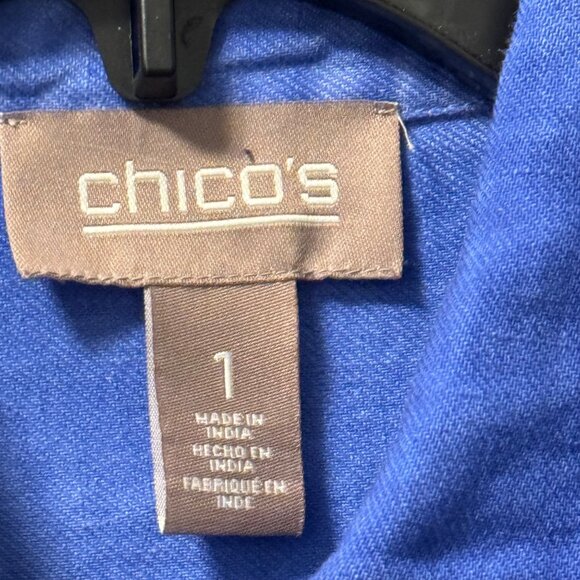 chico's
1
MADE IN
INDIA
HECHO EN
INDIA
FABRIQUÉ EN
INDE